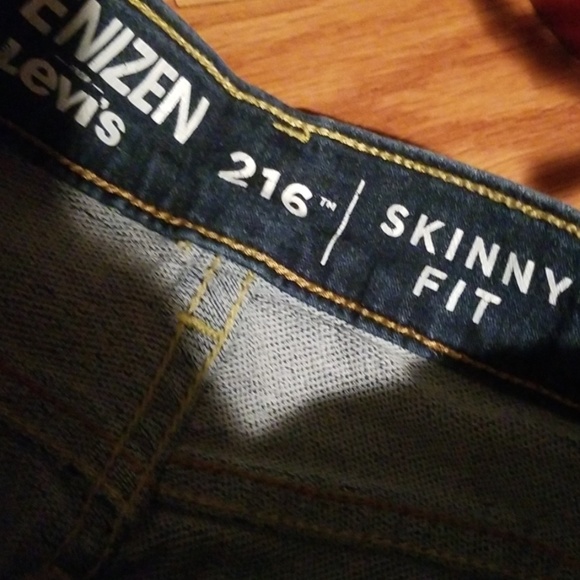 ENIZEN
Levi's
216™ | SKINNY
FIT